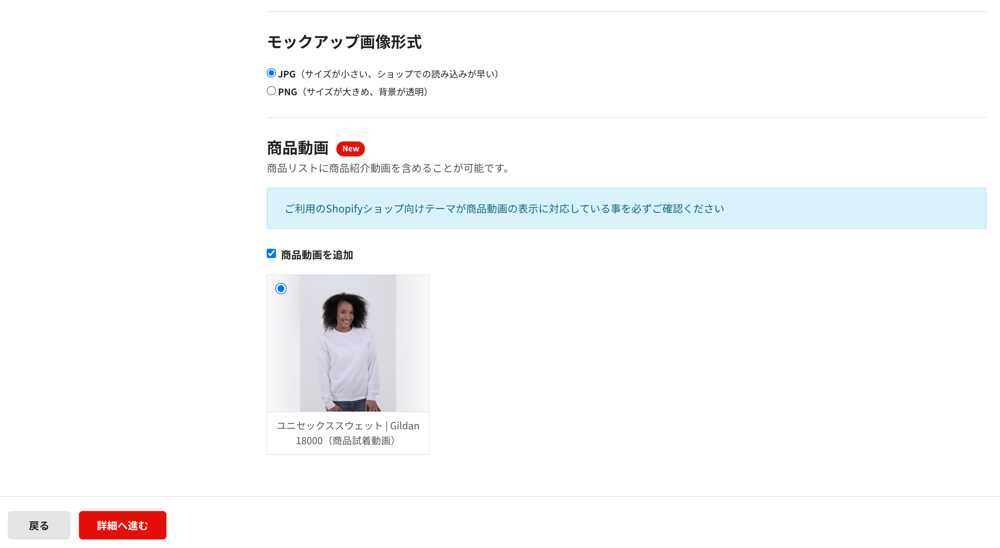 モックアップ画像形式
JPG（サイズが小さい、ショップでの読み込みが早い）
PNG（サイズが大きめ、背景が透明）
商品動画 New
商品リストに商品紹介動画を含めることが可能です。
ご利用のShopifyショップ向けテーマが商品動画の表示に対応している事を必ずご確認ください
商品動画を追加
ユニセックススウェット | Gildan
18000（商品試着動画）
戻る 詳細へ進む